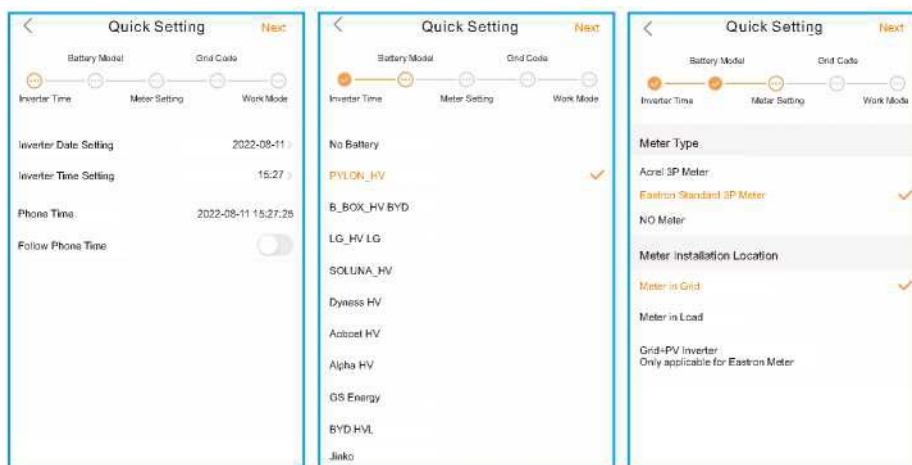 Quick Setting
Next
Battery Model
Grid Code
Inverter Time
Meter Setting
Work Mode
Inverter Date Setting
2022-08-11
Inverter Time Setting
15:27
Phone Time
2022-08-11 15:27:25
Follow Phone Time
Quick Setting
Next
Battery Model
Grid Code
Inverter Time
Meter Setting
Work Mode
No Battery
PYLON_HV
B_BOX_HV BYD
LG_HV LG
SOLUNA_HV
Dyness HV
Aoboet HV
Alpha HV
GS Energy
BYD HVL
Jinko
Quick Setting
Next
Battery Model
Grid Code
Inverter Time
Meter Setting
Work Mode
Meter Type
Acrel 3P Meter
Eastron Standard 3P Meter
NO Meter
Meter Installation Location
Meter in Grid
Meter in Load
Grid+PV Inverter
Only applicable for Eastron Meter